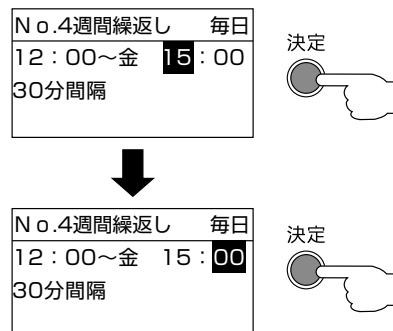 Ｎｏ.4週間繰返し　毎日
12：00～金　15：00
30分間隔
決定
Ｎｏ.4週間繰返し　毎日
12：00～金　15：00
30分間隔
決定